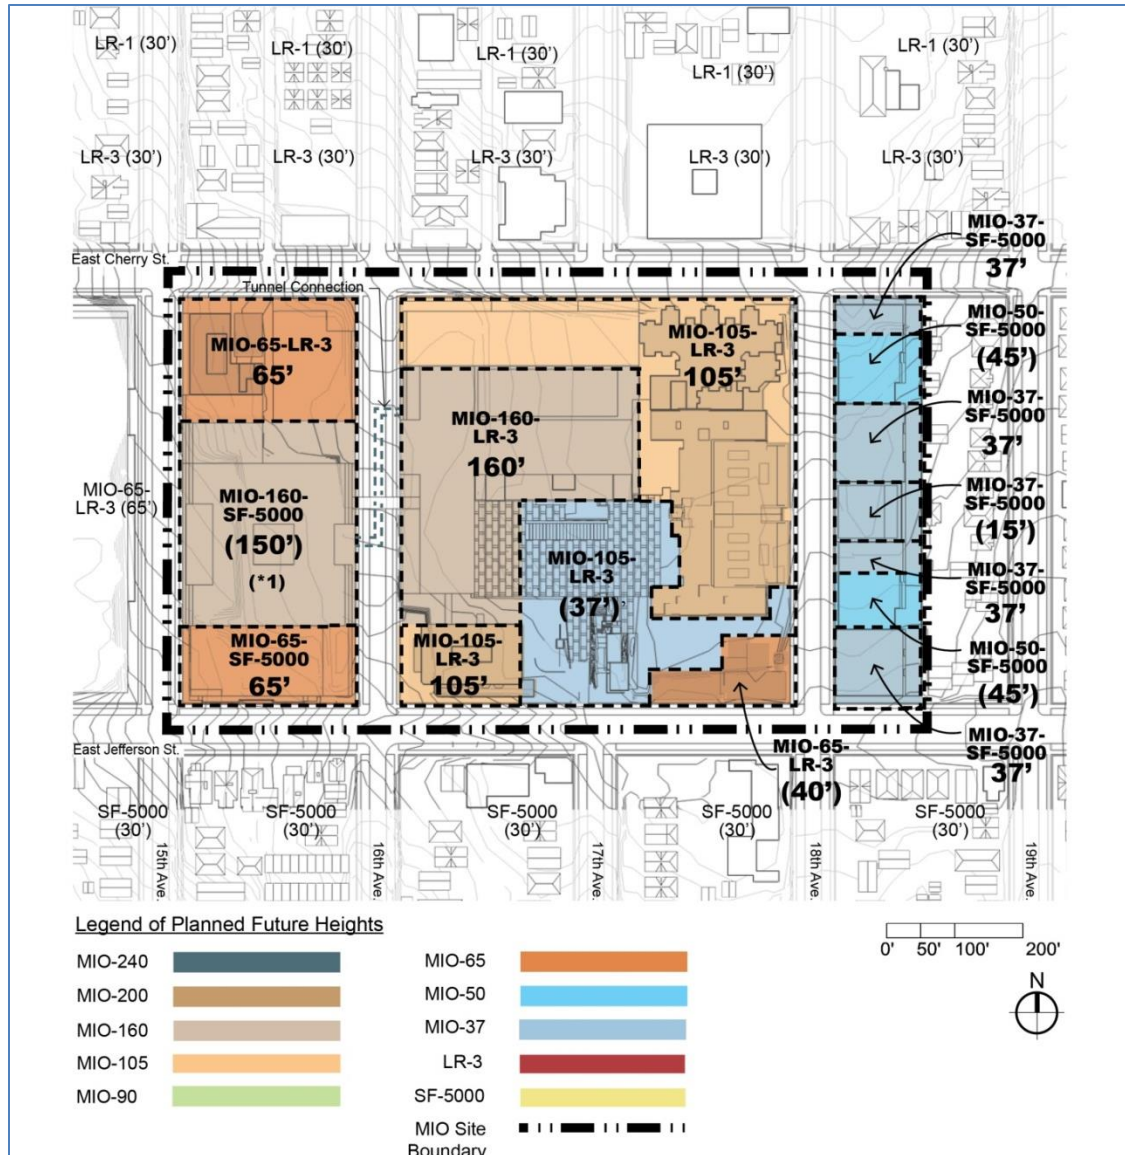 LR-1 (30')
LR-1 (30')
LR-1 (30')
LR-1 (30')
LR-1 (30')
LR-3 (30')
LR-3 (30')
LR-3 (30')
LR-3 (30')
LR-3 (30')
East Cherry St.
Tunnel Connection
MIO-37-
SF-5000
37'
MIO-50-
SF-5000
(45')
MIO-37-
SF-5000
37'
MIO-37-
SF-5000
(15')
MIO-37-
SF-5000
37'
MIO-50-
SF-5000
(45')
MIO-37-
SF-5000
37'
MIO-65-LR-3
65'
MIO-105-
LR-3
105'
MIO-160-
LR-3
160'
MIO-65-
LR-3 (65')
MIO-160-
SF-5000
(150')
(*1)
MIO-105-
LR-3
(37')
MIO-65-
SF-5000
65'
MIO-105-
LR-3
105'
MIO-65-
LR-3
(40')
East Jefferson St.
SF-5000
(30')
SF-5000
(30')
SF-5000
(30')
SF-5000
(30')
SF-5000
(30')
15th Ave.
16th Ave.
17th Ave.
18th Ave.
19th Ave.
Legend of Planned Future Heights
MIO-240
MIO-200
MIO-160
MIO-105
MIO-90
MIO-65
MIO-50
MIO-37
LR-3
SF-5000
MIO Site
Boundary
0' 50' 100' 200'
N